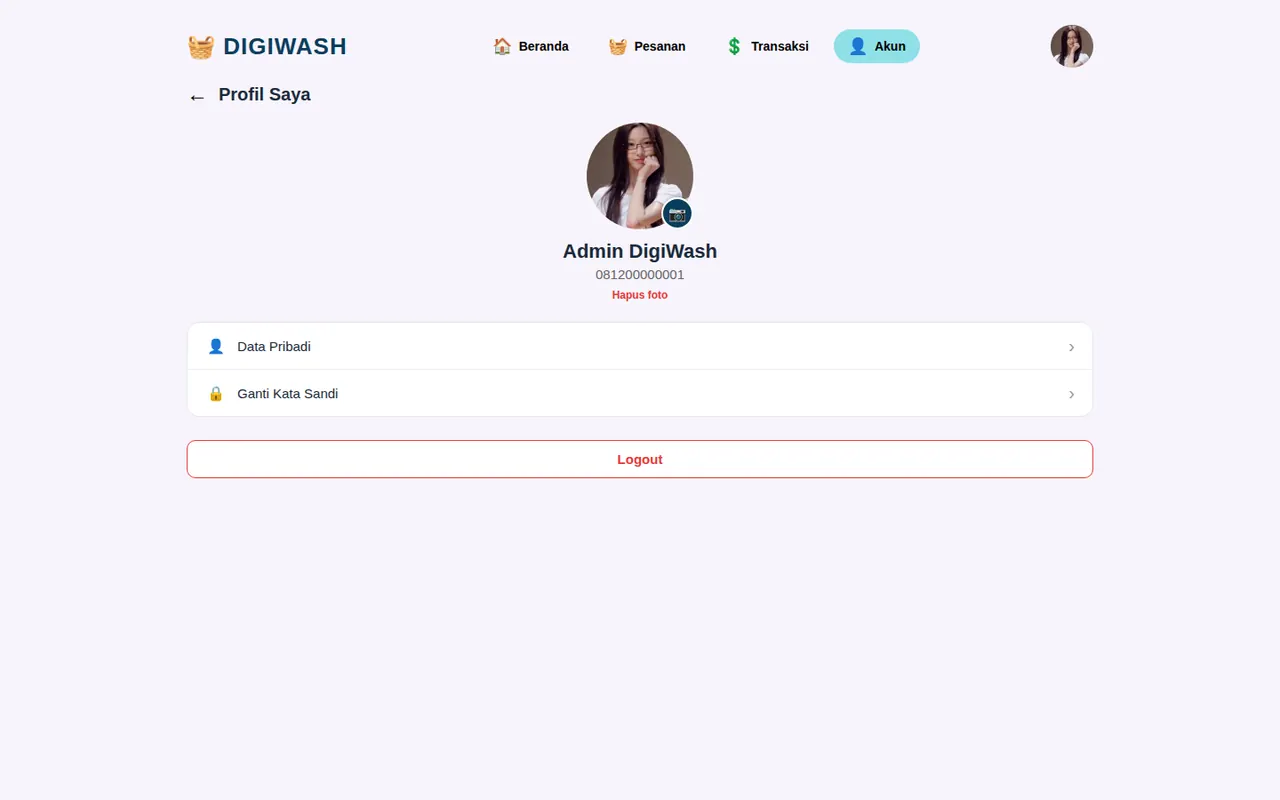 DIGIWASH
Beranda
Pesanan
Transaksi
Akun
← Profil Saya
Admin DigiWash
081200000001
Hapus foto
Data Pribadi ›
Ganti Kata Sandi ›
Logout